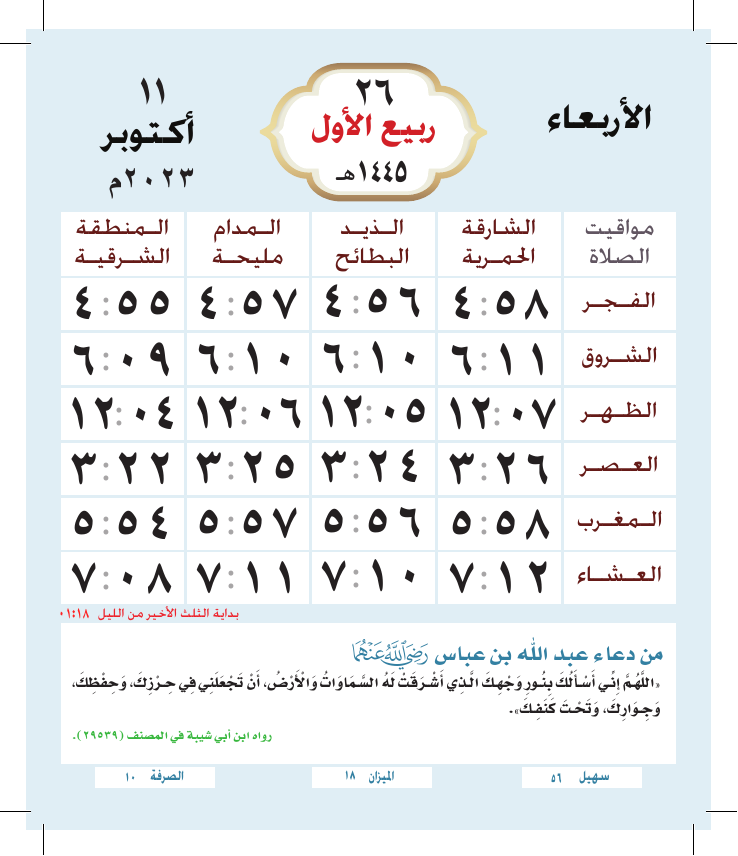 الأربعاء
٢٦
ربيع الأول
١٤٤٥هـ
١١
أكتوبر
٢٠٢٣م
مواقيت الصلاة | الشارقة الحمرية | الذيد البطائح | المدام مليحة | المنطقة الشرقية
الفجر ٤:٥٨ ٤:٥٦ ٤:٥٧ ٤:٥٥
الشروق ٦:١١ ٦:١٠ ٦:١٠ ٦:٠٩
الظهر ١٢:٠٧ ١٢:٠٥ ١٢:٠٦ ١٢:٠٤
العصر ٣:٢٦ ٣:٢٤ ٣:٢٥ ٣:٢٢
المغرب ٥:٥٨ ٥:٥٦ ٥:٥٧ ٥:٥٤
العشاء ٧:١٢ ٧:١٠ ٧:١١ ٧:٠٨
بداية الثلث الأخير من الليل ٠١:١٨
من دعاء عبد الله بن عباس رَضِيَ اللَّهُ عَنْهُمَا
«اللَّهُمَّ إِنِّي أَسْأَلُكَ بِنُورِ وَجْهِكَ الَّذِي أَشْرَقَتْ لَهُ السَّمَاوَاتُ وَالْأَرْضُ، أَنْ تَجْعَلَنِي فِي حِرْزِكَ، وَحِفْظِكَ،
وَجِوَارِكَ، وَتَحْتَ كَنَفِكَ».
رواه ابن أبي شيبة في المصنف (٢٩٥٣٩).
سهيل ٥٦
الميزان ١٨
الصرفة ١٠